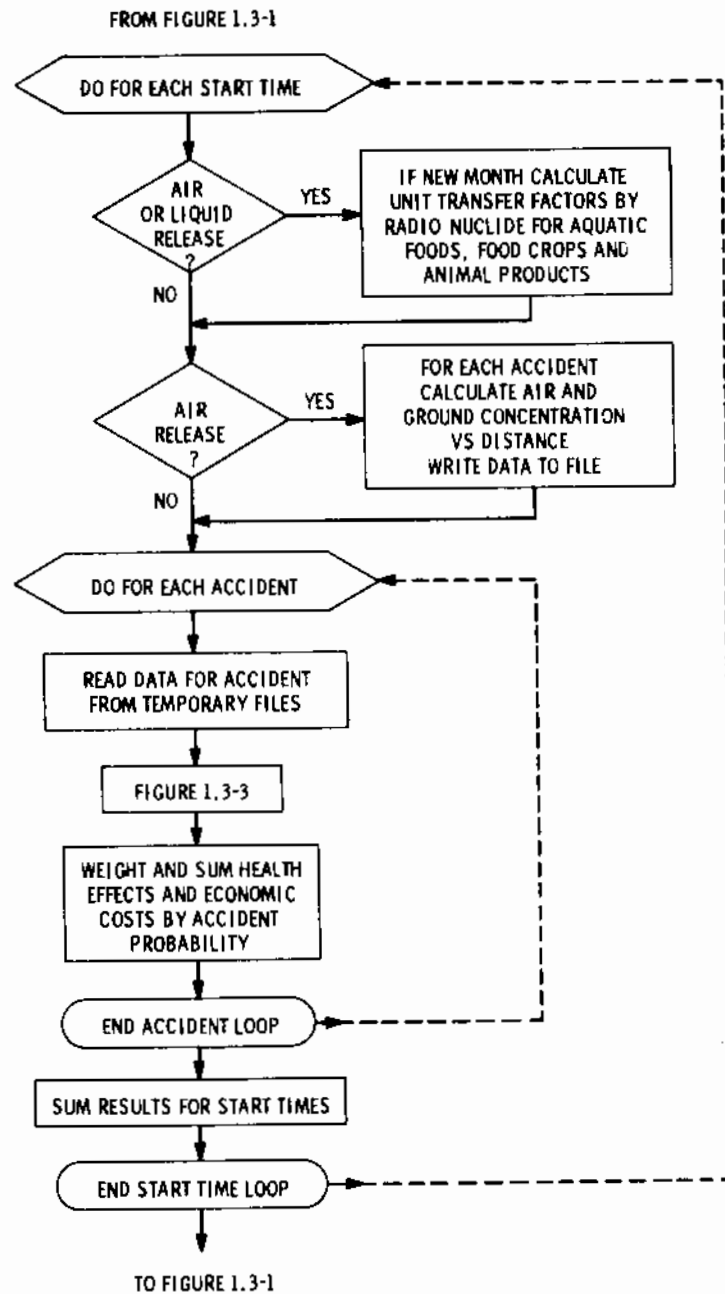 FROM FIGURE 1.3-1
DO FOR EACH START TIME
AIR
OR LIQUID
RELEASE
?
YES
IF NEW MONTH CALCULATE
UNIT TRANSFER FACTORS BY
RADIO NUCLIDE FOR AQUATIC
FOODS, FOOD CROPS AND
ANIMAL PRODUCTS
NO
AIR
RELEASE
?
YES
FOR EACH ACCIDENT
CALCULATE AIR AND
GROUND CONCENTRATION
VS DISTANCE
WRITE DATA TO FILE
NO
DO FOR EACH ACCIDENT
READ DATA FOR ACCIDENT
FROM TEMPORARY FILES
FIGURE 1.3-3
WEIGHT AND SUM HEALTH
EFFECTS AND ECONOMIC
COSTS BY ACCIDENT
PROBABILITY
END ACCIDENT LOOP
SUM RESULTS FOR START TIMES
END START TIME LOOP
TO FIGURE 1.3-1